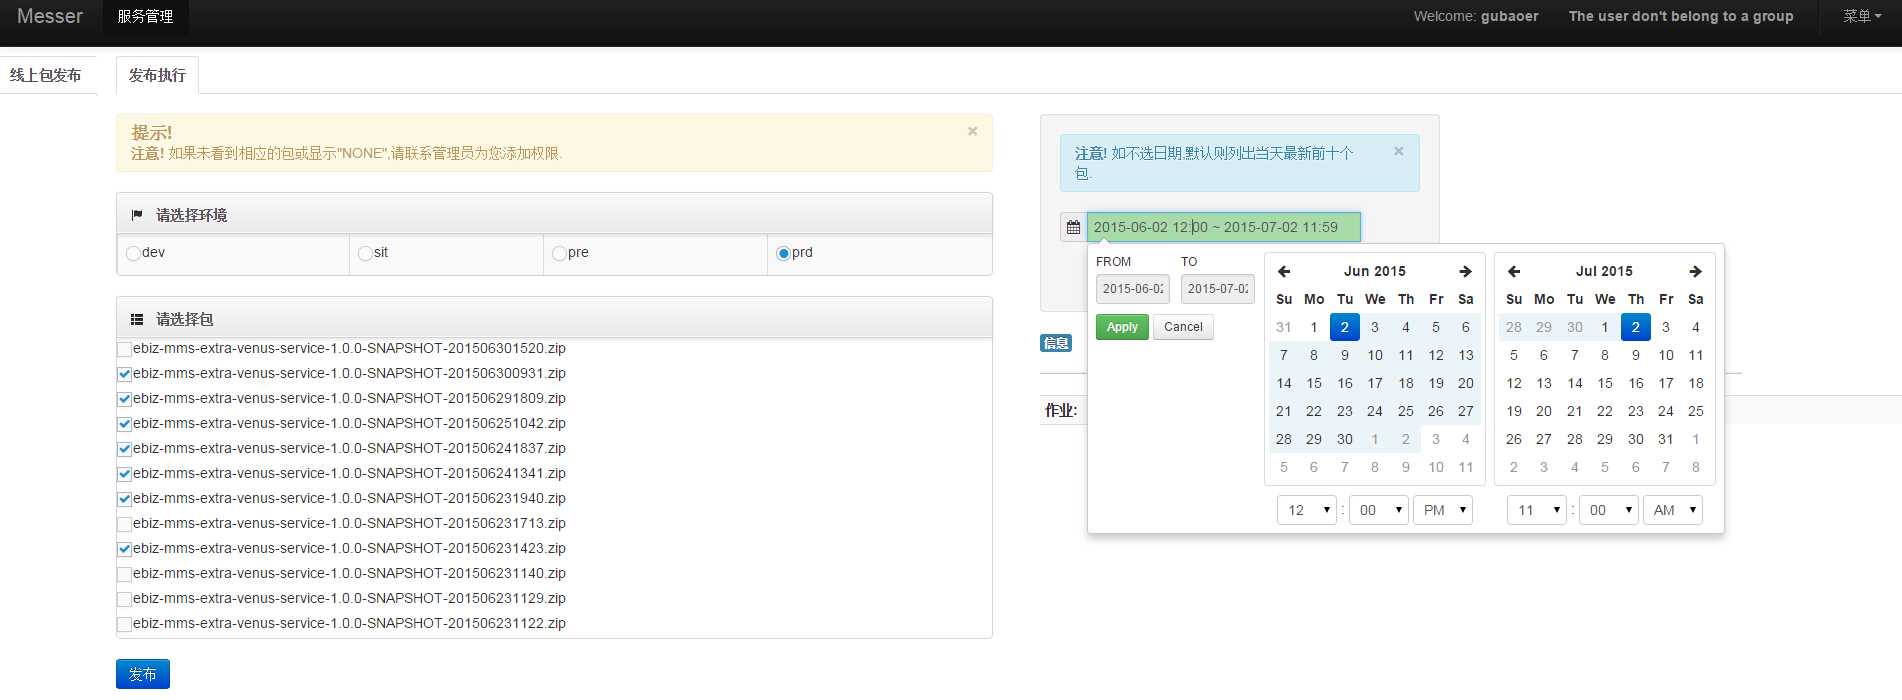 Messer 服务管理 Welcome: gubaoer The user don't belong to a group 菜单
线上包发布 发布执行
提示! ×
注意! 如果未看到相应的包或显示"NONE",请联系管理员为您添加权限.
请选择环境
dev sit pre prd
请选择包
ebiz-mms-extra-venus-service-1.0.0-SNAPSHOT-201506301520.zip
ebiz-mms-extra-venus-service-1.0.0-SNAPSHOT-201506300931.zip
ebiz-mms-extra-venus-service-1.0.0-SNAPSHOT-201506291809.zip
ebiz-mms-extra-venus-service-1.0.0-SNAPSHOT-201506251042.zip
ebiz-mms-extra-venus-service-1.0.0-SNAPSHOT-201506241837.zip
ebiz-mms-extra-venus-service-1.0.0-SNAPSHOT-201506241341.zip
ebiz-mms-extra-venus-service-1.0.0-SNAPSHOT-201506231940.zip
ebiz-mms-extra-venus-service-1.0.0-SNAPSHOT-201506231713.zip
ebiz-mms-extra-venus-service-1.0.0-SNAPSHOT-201506231423.zip
ebiz-mms-extra-venus-service-1.0.0-SNAPSHOT-201506231140.zip
ebiz-mms-extra-venus-service-1.0.0-SNAPSHOT-201506231129.zip
ebiz-mms-extra-venus-service-1.0.0-SNAPSHOT-201506231122.zip
发布
注意! 如不选日期,默认则列出当天最新前十个 ×
包.
2015-06-02 12:00 ~ 2015-07-02 11:59
FROM TO
2015-06-02 2015-07-02
Apply Cancel
Jun 2015
Su Mo Tu We Th Fr Sa
31 1 2 3 4 5 6
7 8 9 10 11 12 13
14 15 16 17 18 19 20
21 22 23 24 25 26 27
28 29 30 1 2 3 4
5 6 7 8 9 10 11
12 : 00 PM
Jul 2015
Su Mo Tu We Th Fr Sa
28 29 30 1 2 3 4
5 6 7 8 9 10 11
12 13 14 15 16 17 18
19 20 21 22 23 24 25
26 27 28 29 30 31 1
2 3 4 5 6 7 8
11 : 00 AM
信息
作业: